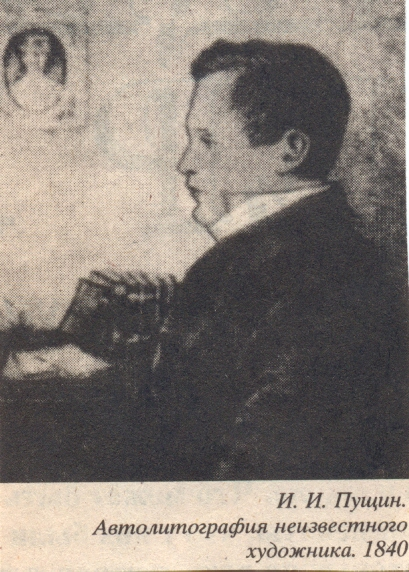 И. И. Пущин.
Автолитография неизвестного
художника. 1840